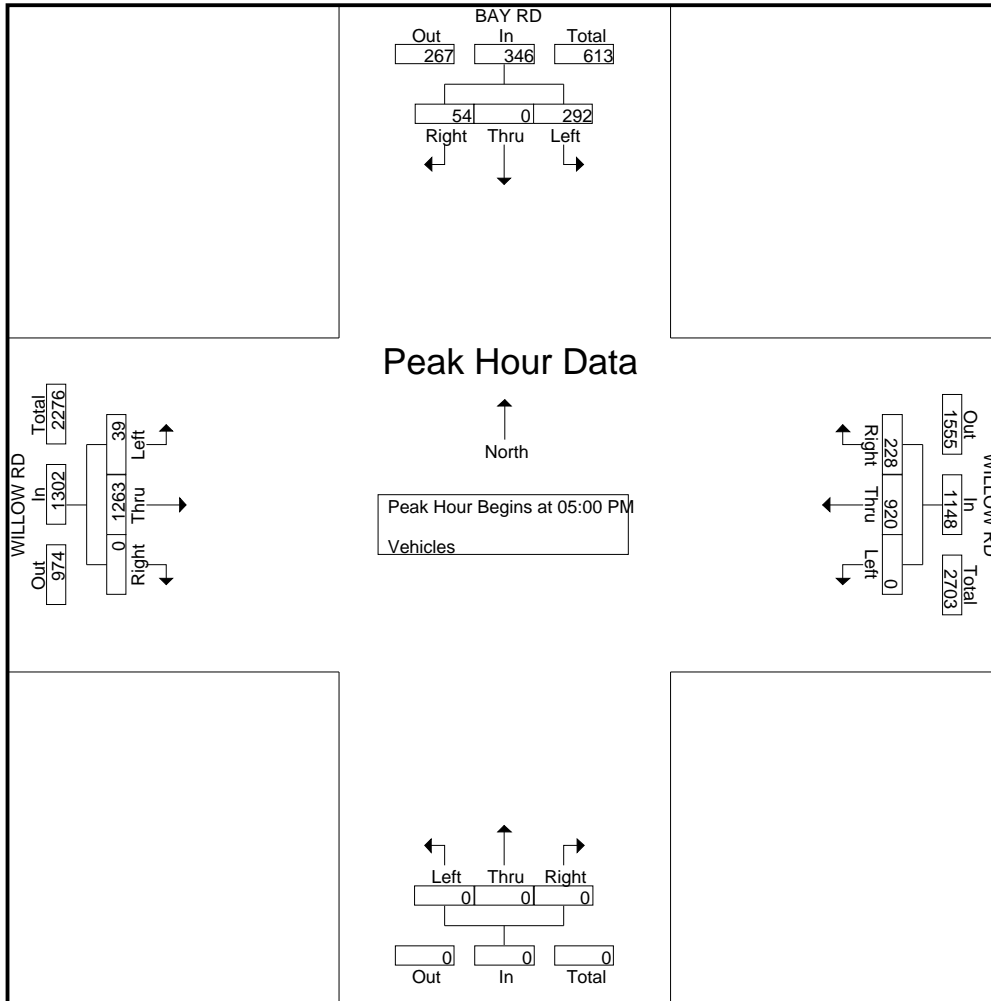 BAY RD
Out In Total
267 346 613
54 0 292
Right Thru Left
Peak Hour Data
North
Peak Hour Begins at 05:00 PM
Vehicles
WILLOW RD
Total In Out
2276 1302 974
39 1263 0
Left Thru Right
WILLOW RD
Out In Total
1555 1148 2703
228 920 0
Right Thru Left
Left Thru Right
0 0 0
0 0 0
Out In Total